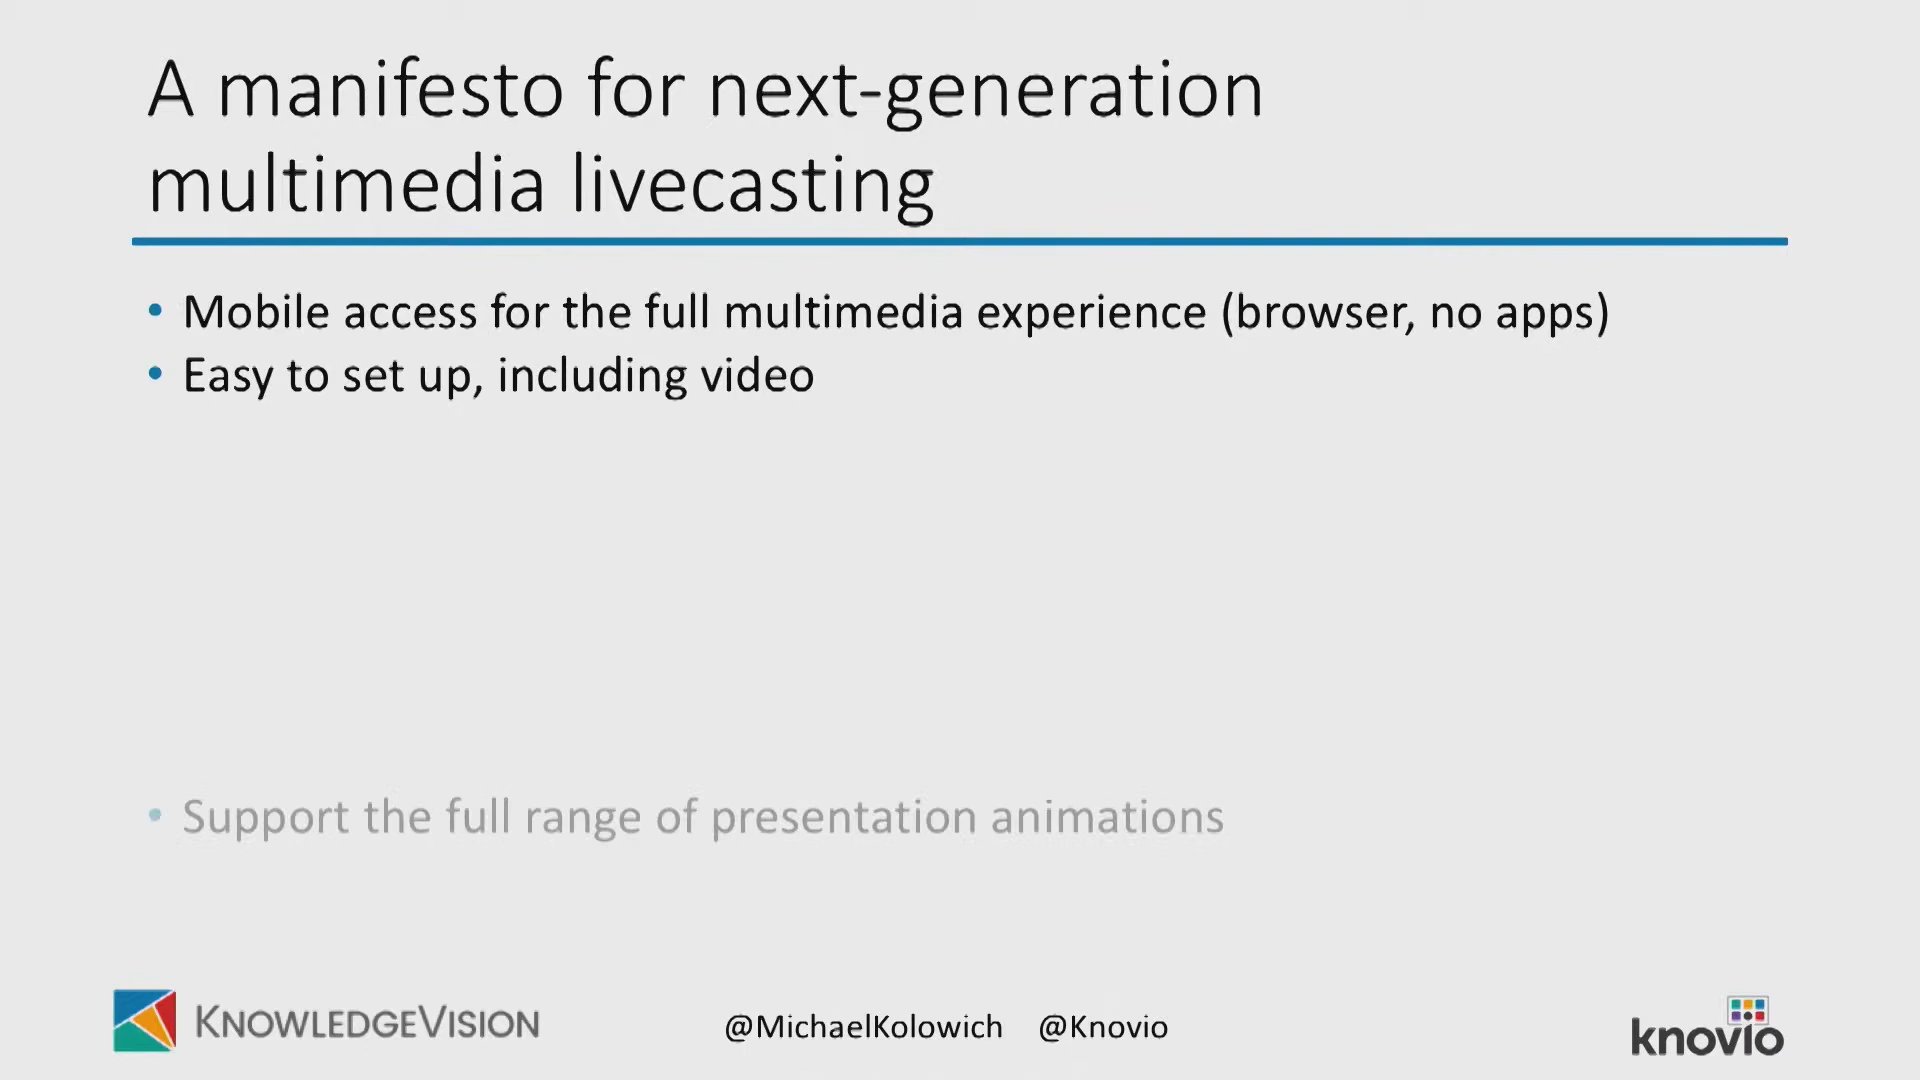 A manifesto for next-generation
multimedia livecasting
• Mobile access for the full multimedia experience (browser, no apps)
• Easy to set up, including video
• Support the full range of presentation animations
KNOWLEDGEVISION
@MichaelKolowich @Knovio
knovio